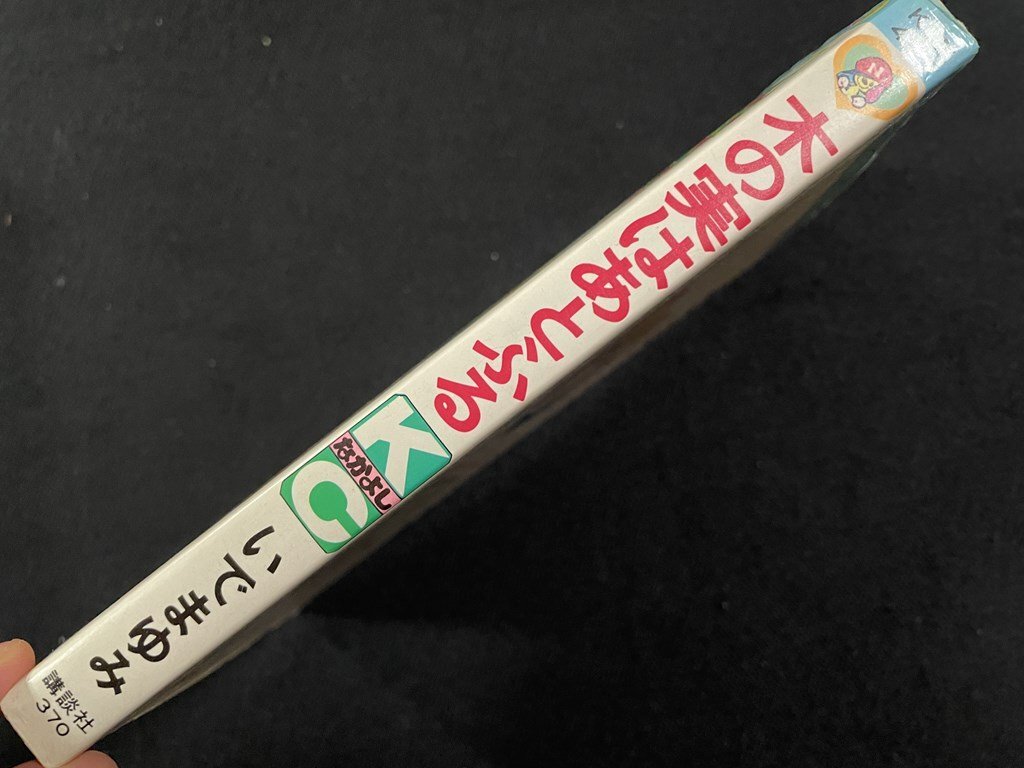 木の実はあとふる
KC
なかよし
いでまゆみ
講談社
370